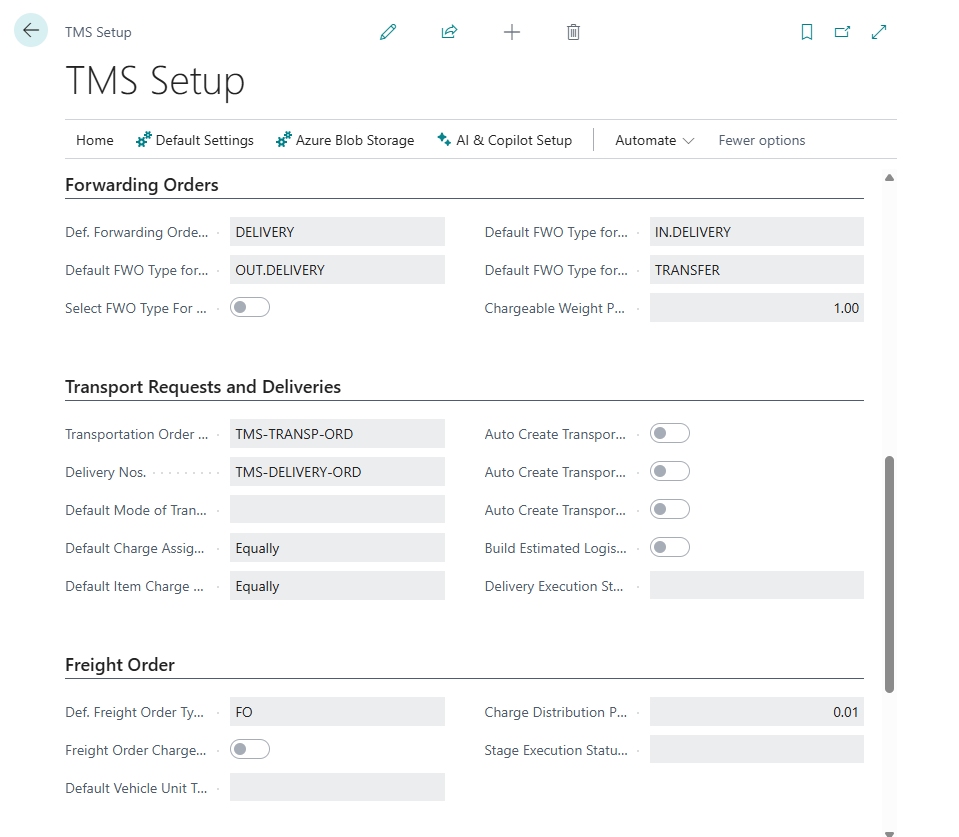 TMS Setup
TMS Setup
Home Default Settings Azure Blob Storage AI & Copilot Setup Automate Fewer options
Forwarding Orders
Def. Forwarding Orde... DELIVERY Default FWO Type for... IN.DELIVERY
Default FWO Type for... OUT.DELIVERY Default FWO Type for... TRANSFER
Select FWO Type For ... Chargeable Weight P... 1.00
Transport Requests and Deliveries
Transportation Order ... TMS-TRANSP-ORD Auto Create Transpor...
Delivery Nos. TMS-DELIVERY-ORD Auto Create Transpor...
Default Mode of Tran... Auto Create Transpor...
Default Charge Assig... Equally Build Estimated Logis...
Default Item Charge ... Equally Delivery Execution St...
Freight Order
Def. Freight Order Ty... FO Charge Distribution P... 0.01
Freight Order Charge... Stage Execution Statu...
Default Vehicle Unit T...